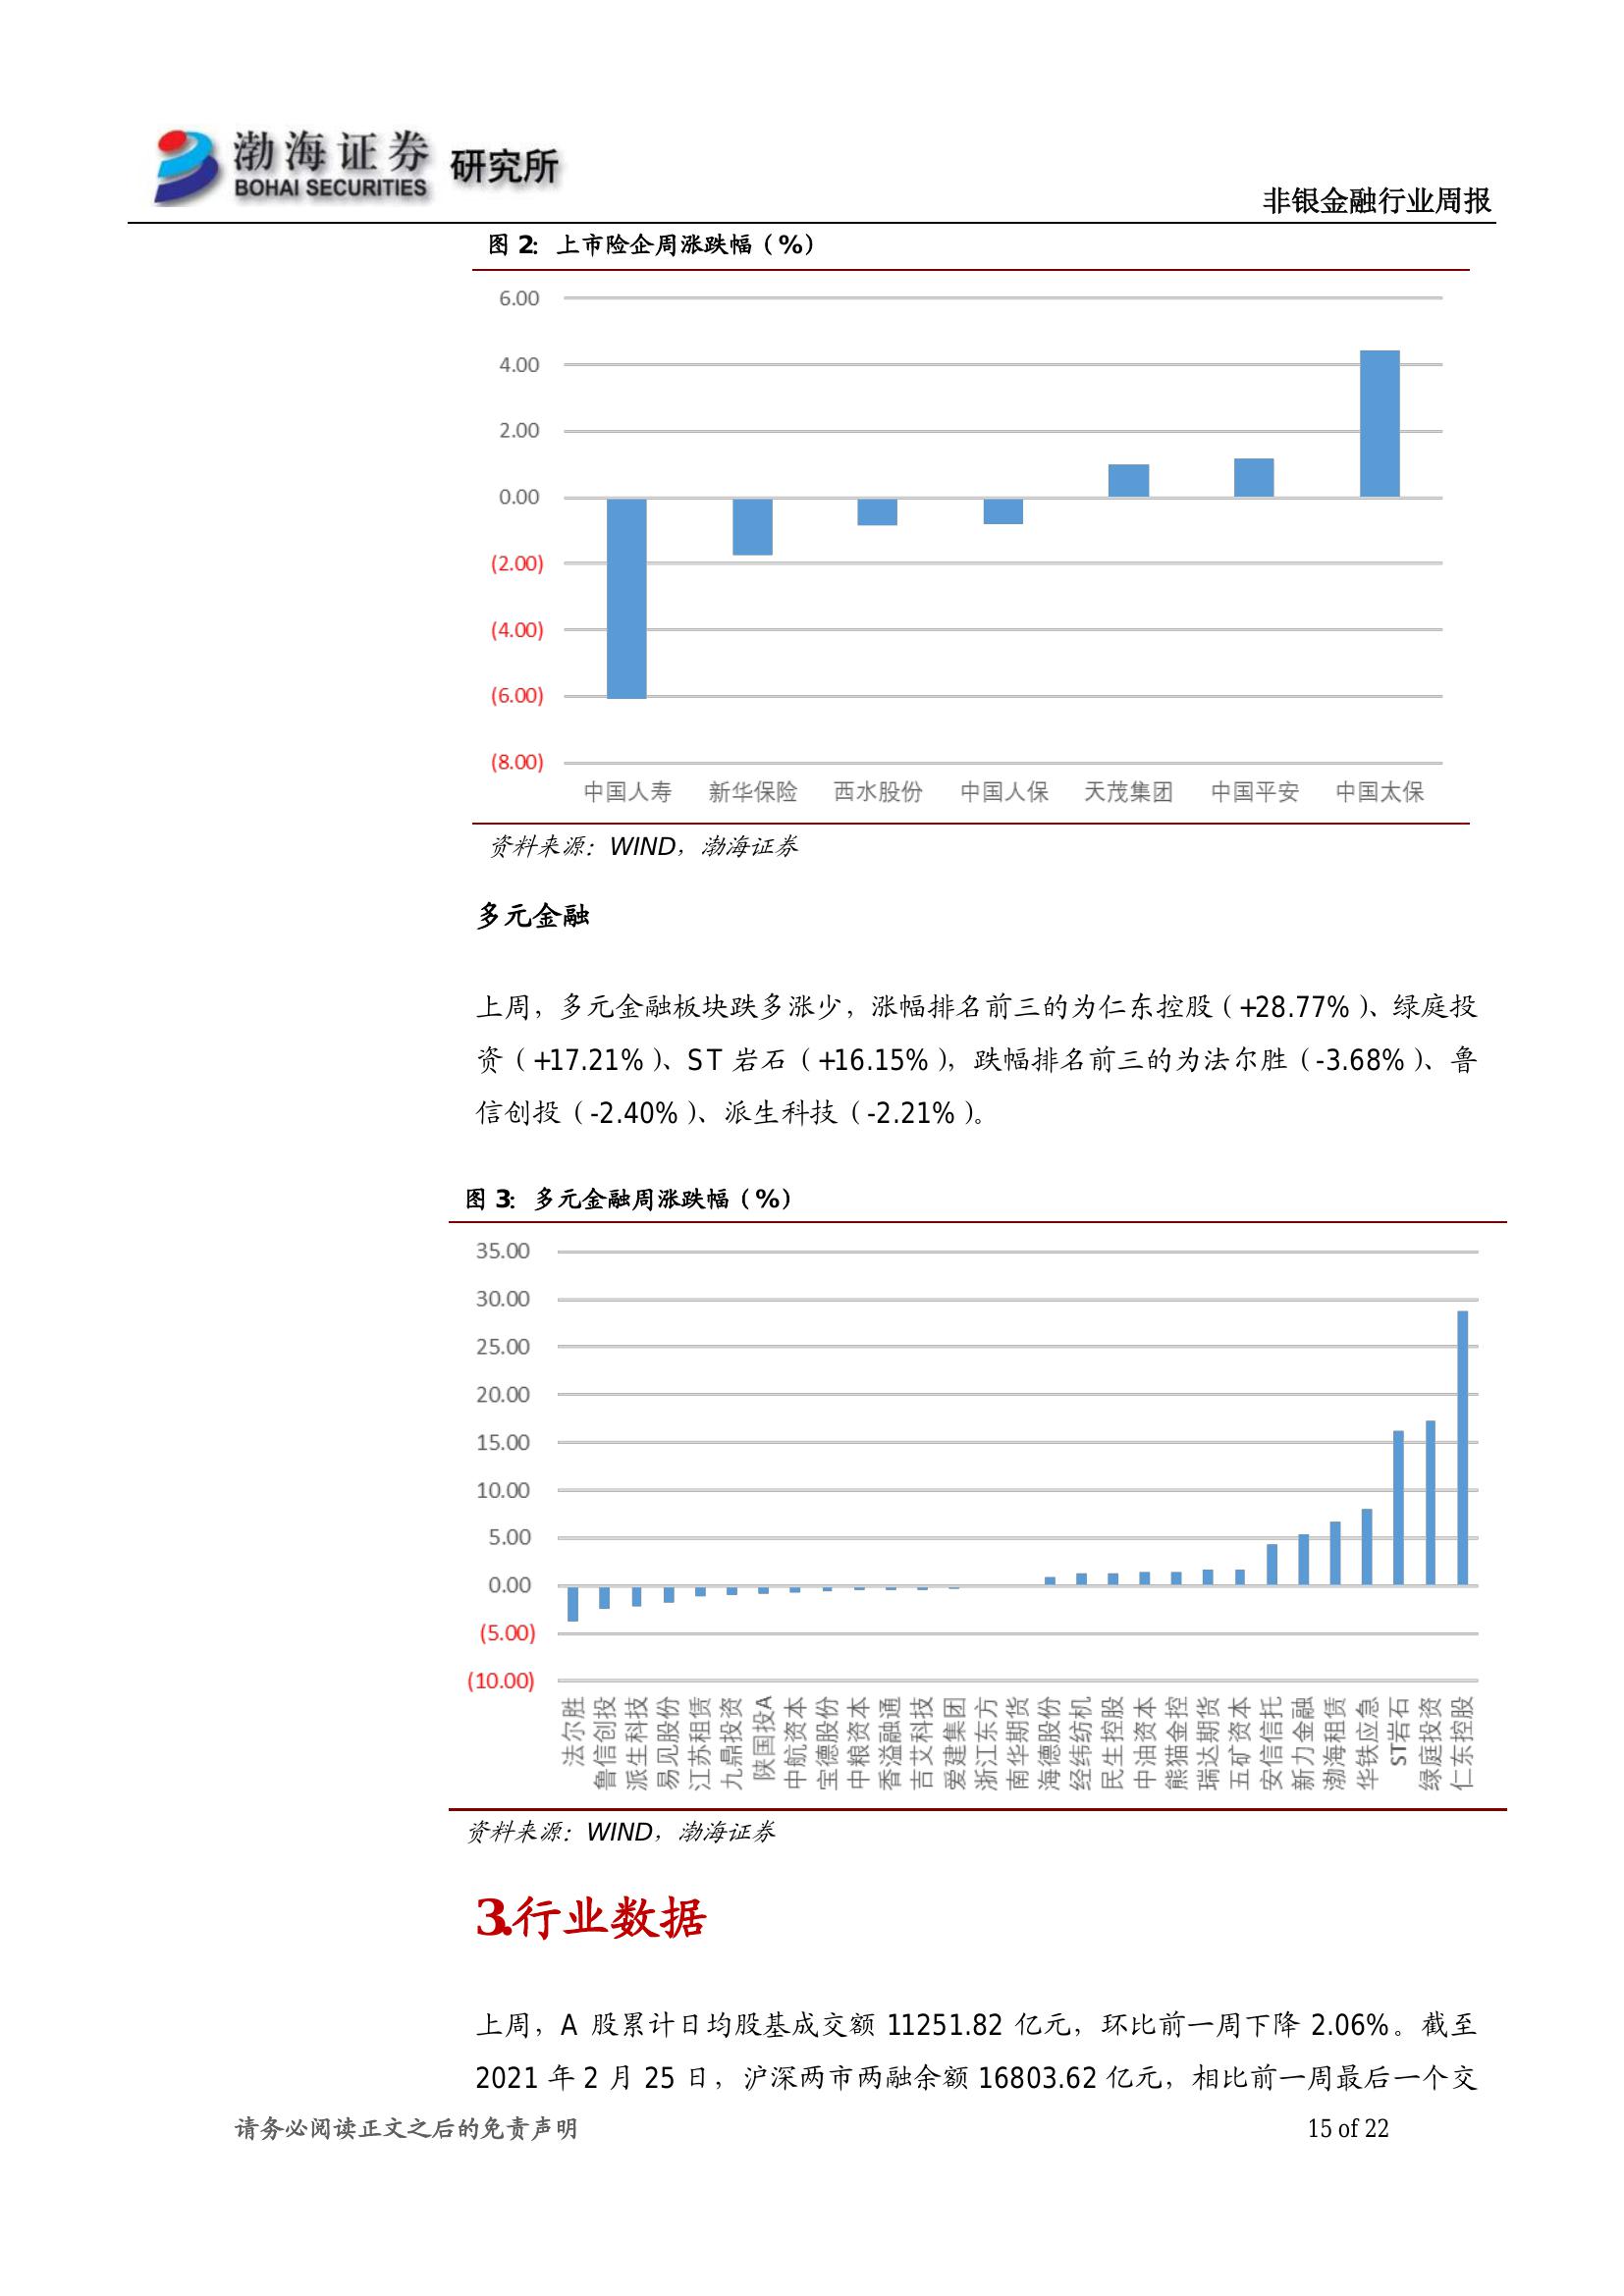 渤海证券 研究所
BOHAI SECURITIES
非银金融行业周报
图 2：上市险企周涨跌幅（%）
6.00
4.00
2.00
0.00
(2.00)
(4.00)
(6.00)
(8.00)
中国人寿 新华保险 西水股份 中国人保 天茂集团 中国平安 中国太保
资料来源：WIND，渤海证券
多元金融
上周，多元金融板块跌多涨少，涨幅排名前三的为仁东控股（+28.77%）、绿庭投
资（+17.21%）、ST 岩石（+16.15%），跌幅排名前三的为法尔胜（-3.68%）、鲁
信创投（-2.40%）、派生科技（-2.21%）。
图 3：多元金融周涨跌幅（%）
35.00
30.00
25.00
20.00
15.00
10.00
5.00
0.00
(5.00)
(10.00)
法尔胜 鲁信创投 派生科技 易见股份 江苏租赁 九鼎投资 陕国投A 中航资本 宝德股份 中粮资本 香溢融通 吉艾科技 爱建集团 浙江东方 南华期货 海德股份 经纬纺机 民生控股 中油资本 熊猫金控 瑞达期货 五矿资本 安信信托 新力金融 渤海租赁 华铁应急 ST岩石 绿庭投资 仁东控股
资料来源：WIND，渤海证券
3.行业数据
上周，A 股累计日均股基成交额 11251.82 亿元，环比前一周下降 2.06%。截至
2021 年 2 月 25 日，沪深两市两融余额 16803.62 亿元，相比前一周最后一个交
请务必阅读正文之后的免责声明
15 of 22